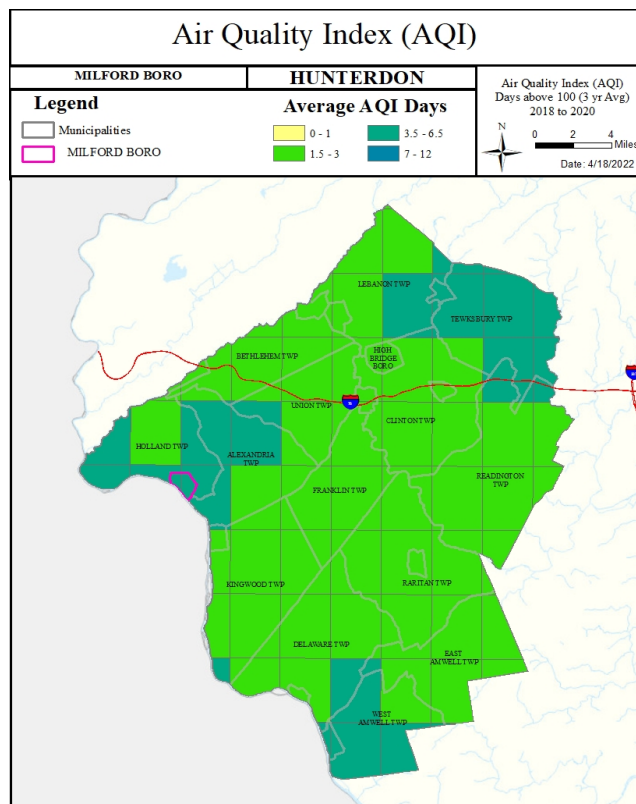 Air Quality Index (AQI)
MILFORD BORO
HUNTERDON
Legend
Municipalities
MILFORD BORO
Average AQI Days
0 - 1
1.5 - 3
3.5 - 6.5
7 - 12
Air Quality Index (AQI)
Days above 100 (3 yr Avg)
2018 to 2020
N
0 2 4
Miles
Date: 4/18/2022
LEBANON TWP
TEWKSBURY TWP
BETHLEHEM TWP
HIGH
BRIDGE
BORO
UNION TWP
CLINTON TWP
HOLLAND TWP
ALEXANDRIA
TWP
FRANKLIN TWP
READINGTON
TWP
KINGWOOD TWP
RARITAN TWP
DELAWARE TWP
EAST
AMWELL TWP
WEST
AMWELL TWP